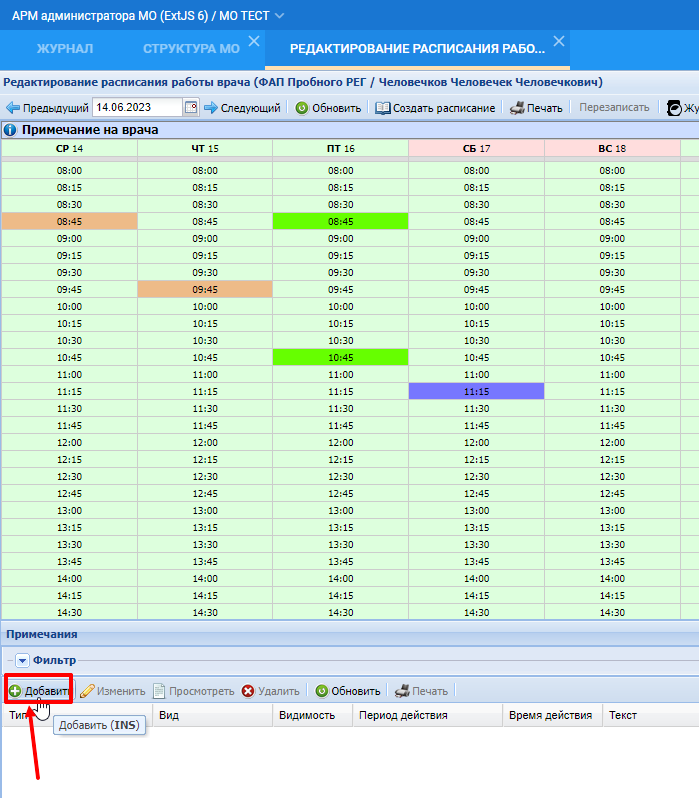 АРМ администратора МО (ExtJS 6) / МО ТЕСТ
ЖУРНАЛ СТРУКТУРА МО РЕДАКТИРОВАНИЕ РАСПИСАНИЯ РАБО...
Редактирование расписания работы врача (ФАП Пробного РЕГ / Человечков Человечек Человечкович)
Предыдущий 14.06.2023 Следующий Обновить Создать расписание Печать Перезаписать Жу
Примечание на врача
СР 14 ЧТ 15 ПТ 16 СБ 17 ВС 18
08:00 08:00 08:00 08:00 08:00
08:15 08:15 08:15 08:15 08:15
08:30 08:30 08:30 08:30 08:30
08:45 08:45 08:45 08:45 08:45
09:00 09:00 09:00 09:00 09:00
09:15 09:15 09:15 09:15 09:15
09:30 09:30 09:30 09:30 09:30
09:45 09:45 09:45 09:45 09:45
10:00 10:00 10:00 10:00 10:00
10:15 10:15 10:15 10:15 10:15
10:30 10:30 10:30 10:30 10:30
10:45 10:45 10:45 10:45 10:45
11:00 11:00 11:00 11:00 11:00
11:15 11:15 11:15 11:15 11:15
11:30 11:30 11:30 11:30 11:30
11:45 11:45 11:45 11:45 11:45
12:00 12:00 12:00 12:00 12:00
12:15 12:15 12:15 12:15 12:15
12:30 12:30 12:30 12:30 12:30
12:45 12:45 12:45 12:45 12:45
13:00 13:00 13:00 13:00 13:00
13:15 13:15 13:15 13:15 13:15
13:30 13:30 13:30 13:30 13:30
13:45 13:45 13:45 13:45 13:45
14:00 14:00 14:00 14:00 14:00
14:15 14:15 14:15 14:15 14:15
14:30 14:30 14:30 14:30 14:30
Примечания
Фильтр
Добавить Изменить Просмотреть Удалить Обновить Печать
Тип Вид Видимость Период действия Время действия Текст
Добавить (INS)